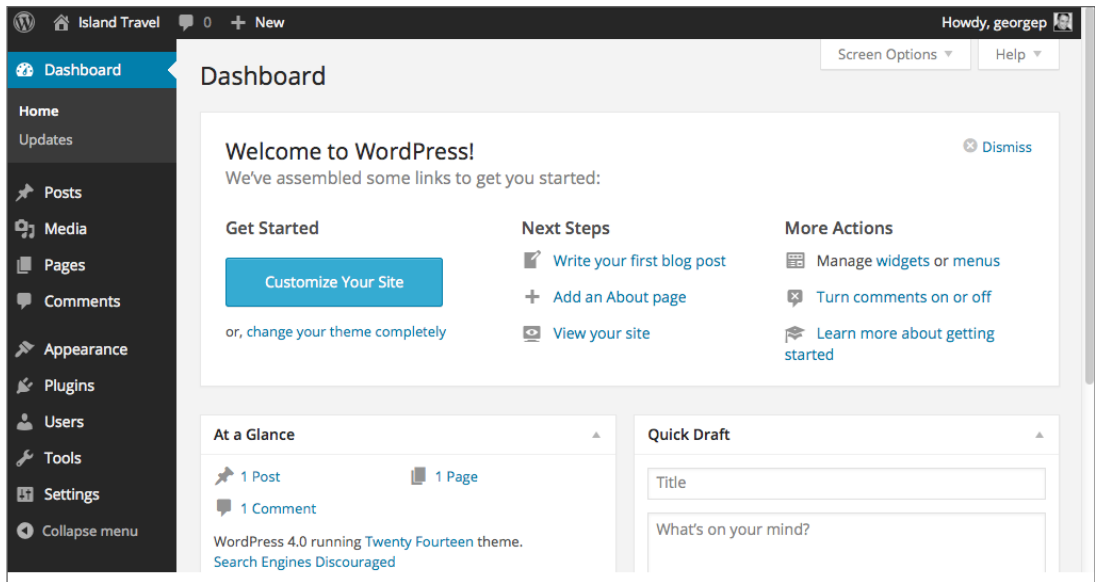 Island Travel 0 New Howdy, georgep
Screen Options Help
Dashboard
Home
Updates
Posts
Media
Pages
Comments
Appearance
Plugins
Users
Tools
Settings
Collapse menu
Dashboard
Welcome to WordPress!
Dismiss
We've assembled some links to get you started:
Get Started
Customize Your Site
or, change your theme completely
Next Steps
Write your first blog post
Add an About page
View your site
More Actions
Manage widgets or menus
Turn comments on or off
Learn more about getting
started
At a Glance
1 Post 1 Page
1 Comment
WordPress 4.0 running Twenty Fourteen theme.
Search Engines Discouraged
Quick Draft
Title
What's on your mind?